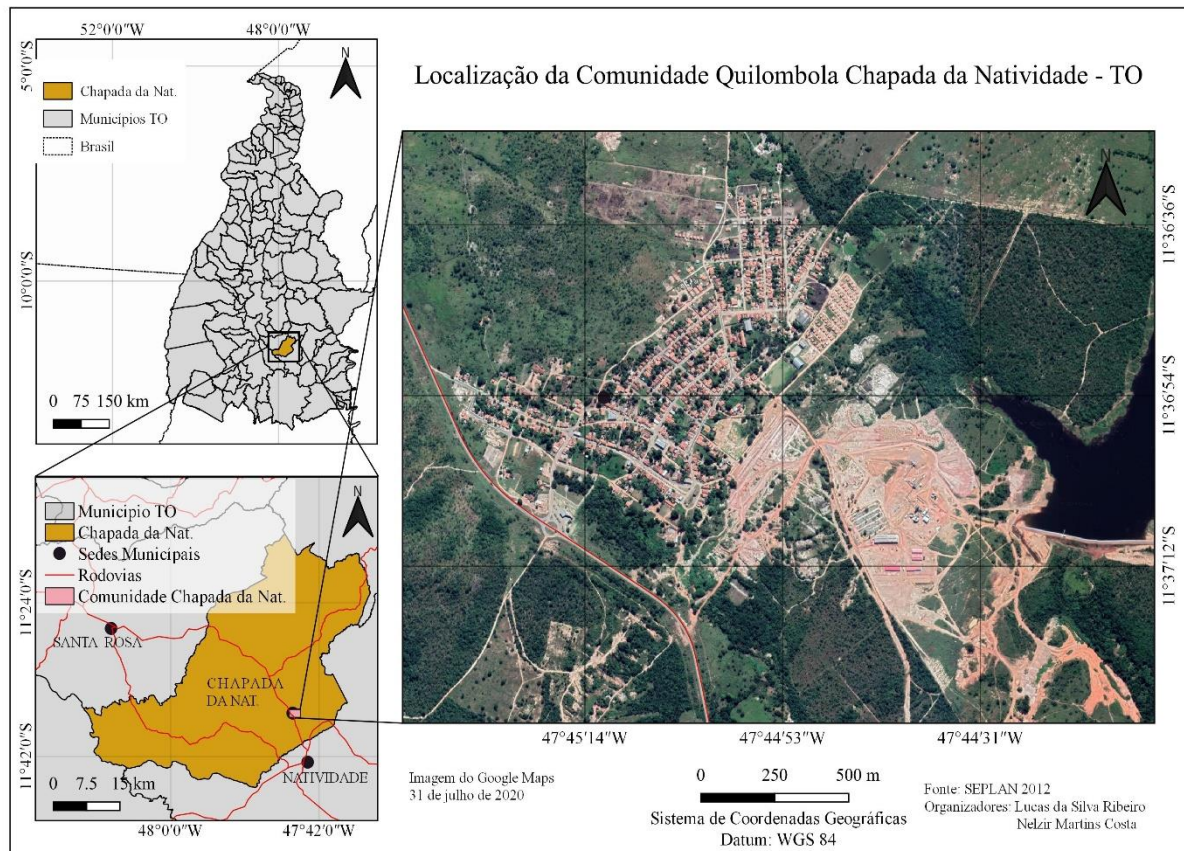 Localização da Comunidade Quilombola Chapada da Natividade - TO
52°0'0"S 48°0'0"W
5°0'0"S
10°0'0"S
N
Chapada da Nat.
Municípios TO
Brasil
0 75 150 km
N
Municipio TO
Chapada da Nat.
Sedes Municipais
Rodovias
Comunidade Chapada da Nat.
11°24'0"S
11°42'0"S
SANTA ROSA
CHAPADA
DA NAT.
NATIVIDADE
0 7.5 15 km
48°0'0"W 47°42'0"W
N
11°36'36"S
11°36'54"S
11°37'12"S
47°45'14"W 47°44'53"W 47°44'31"W
Imagem do Google Maps
31 de julho de 2020
0 250 500 m
Sistema de Coordenadas Geográficas
Datum: WGS 84
Fonte: SEPLAN 2012
Organizadores: Lucas da Silva Ribeiro
Nelzir Martins Costa